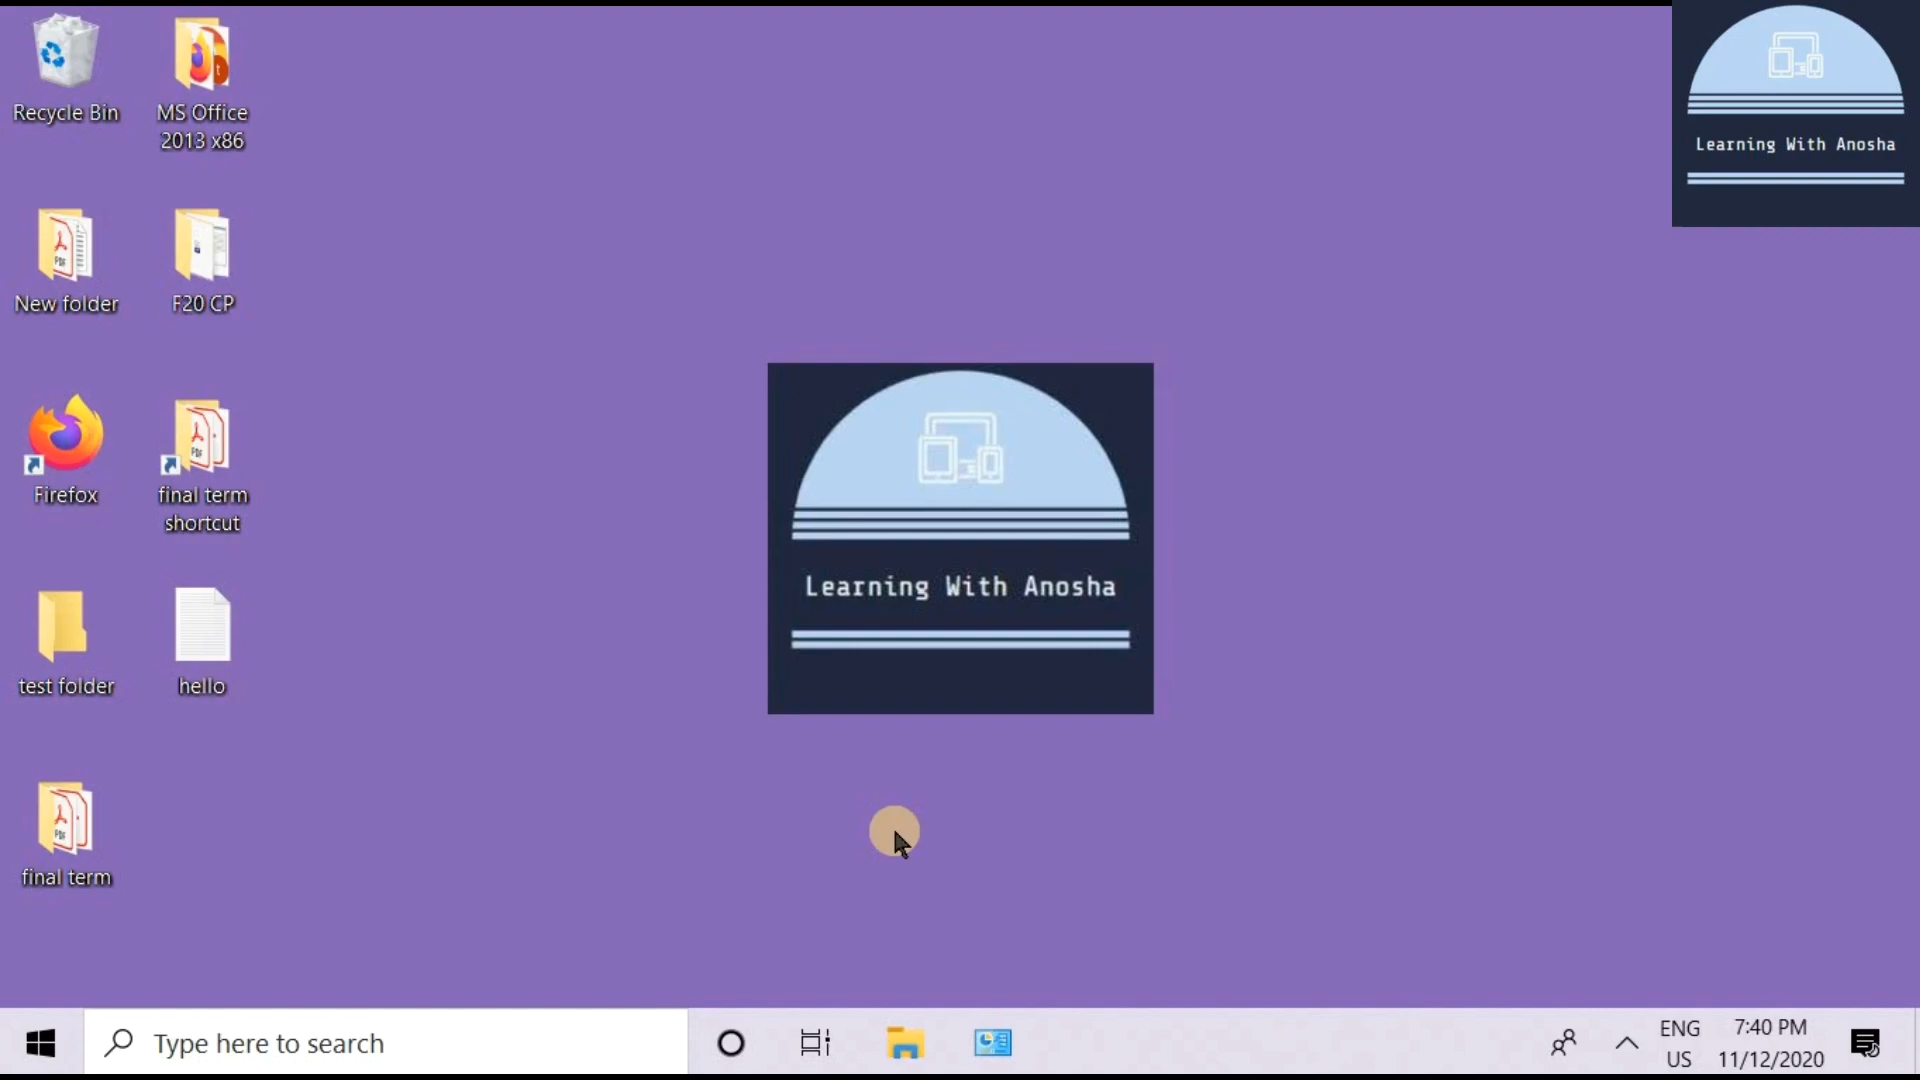 Recycle Bin
MS Office
2013 x86
New folder
F20 CP
Firefox
final term
shortcut
test folder
hello
final term
Learning With Anosha
Learning With Anosha
Type here to search
ENG
US
7:40 PM
11/12/2020